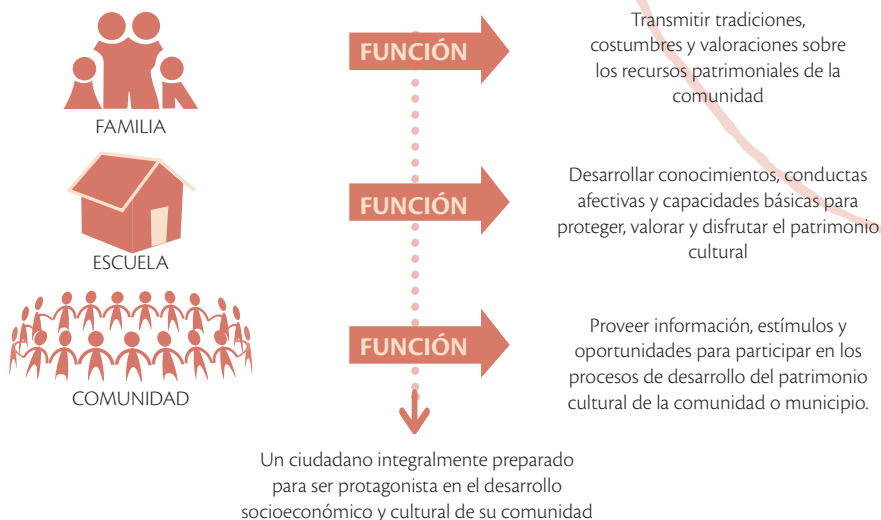 FAMILIA
FUNCIÓN
Transmitir tradiciones,
costumbres y valoraciones sobre
los recursos patrimoniales de la
comunidad
ESCUELA
FUNCIÓN
Desarrollar conocimientos, conductas
afectivas y capacidades básicas para
proteger, valorar y disfrutar el patrimonio
cultural
COMUNIDAD
FUNCIÓN
Proveer información, estímulos y
oportunidades para participar en los
procesos de desarrollo del patrimonio
cultural de la comunidad o municipio.
Un ciudadano integralmente preparado
para ser protagonista en el desarrollo
socioeconómico y cultural de su comunidad